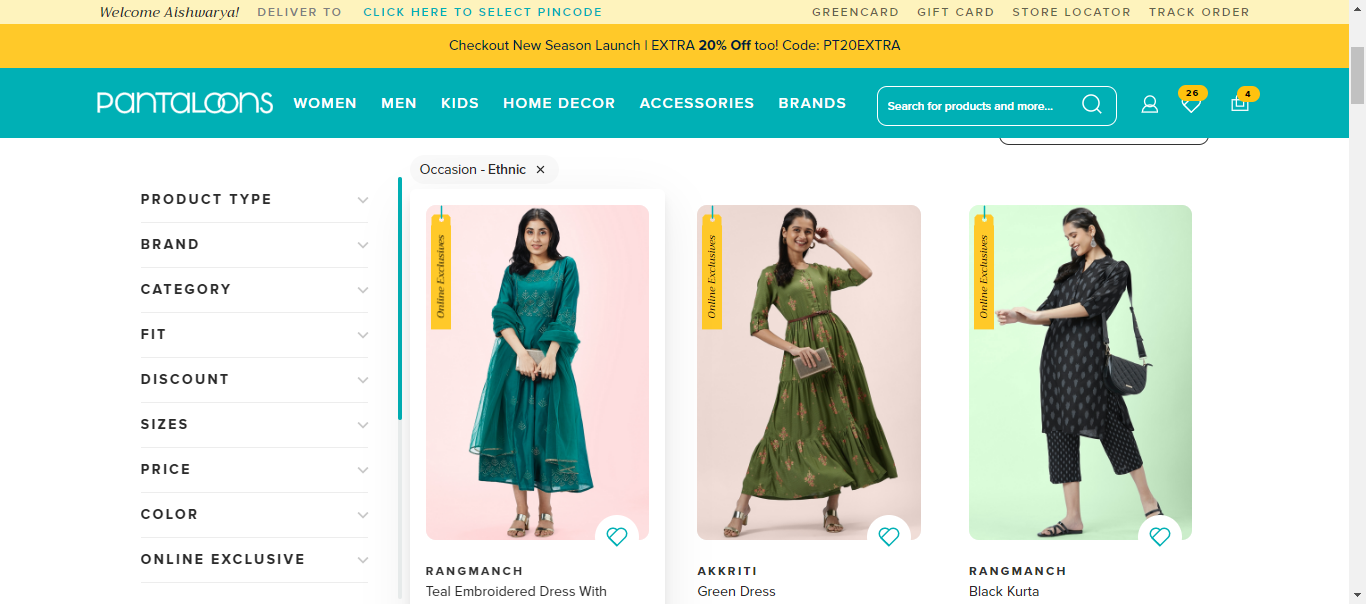 Welcome Aishwarya! DELIVER TO CLICK HERE TO SELECT PINCODE GREENCARD GIFT CARD STORE LOCATOR TRACK ORDER
Checkout New Season Launch | EXTRA 20% Off too! Code: PT20EXTRA
PANTALOONS WOMEN MEN KIDS HOME DECOR ACCESSORIES BRANDS Search for products and more... 26 4
Occasion - Ethnic ×
PRODUCT TYPE
BRAND
CATEGORY
FIT
DISCOUNT
SIZES
PRICE
COLOR
ONLINE EXCLUSIVE
Online Exclusives
Online Exclusives
Online Exclusives
RANGMANCH
Teal Embroidered Dress With
AKKRITI
Green Dress
RANGMANCH
Black Kurta